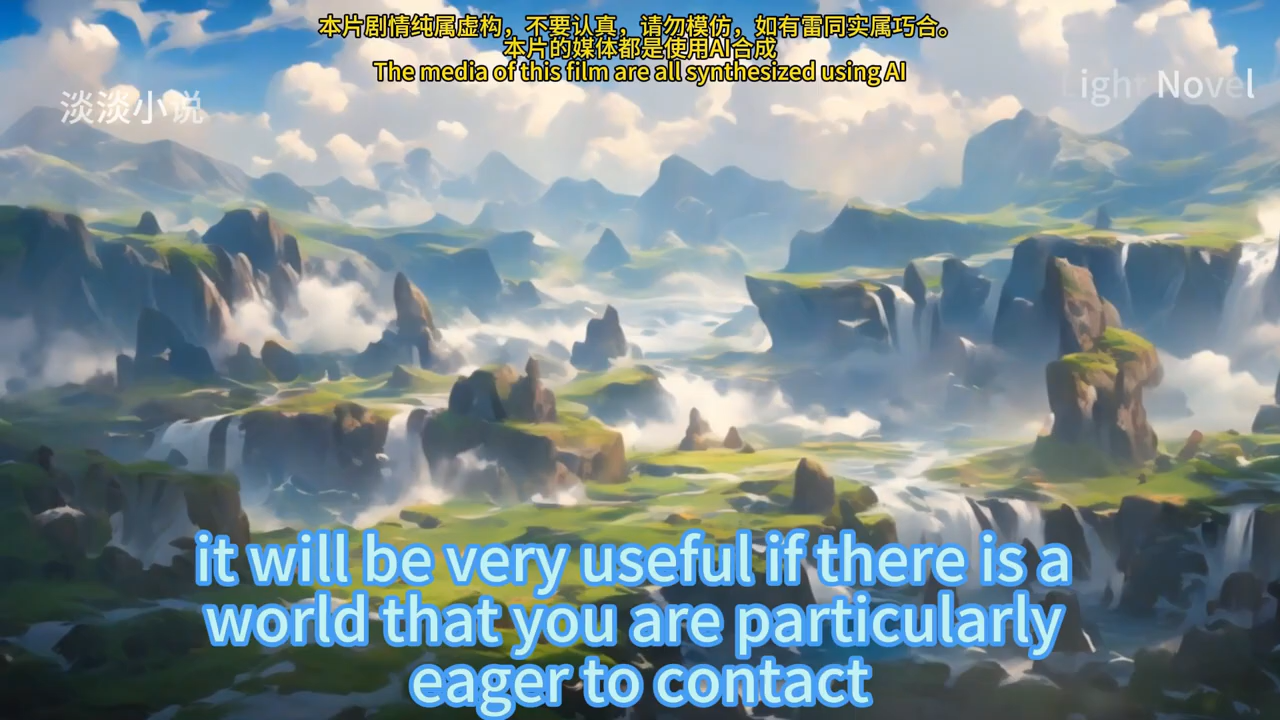 本片剧情纯属虚构，不要认真，请勿模仿，如有雷同实属巧合。
本片的媒体都是使用AI合成
The media of this film are all synthesized using AI
淡淡小说
Light Novel
it will be very useful if there is a
world that you are particularly
eager to contact